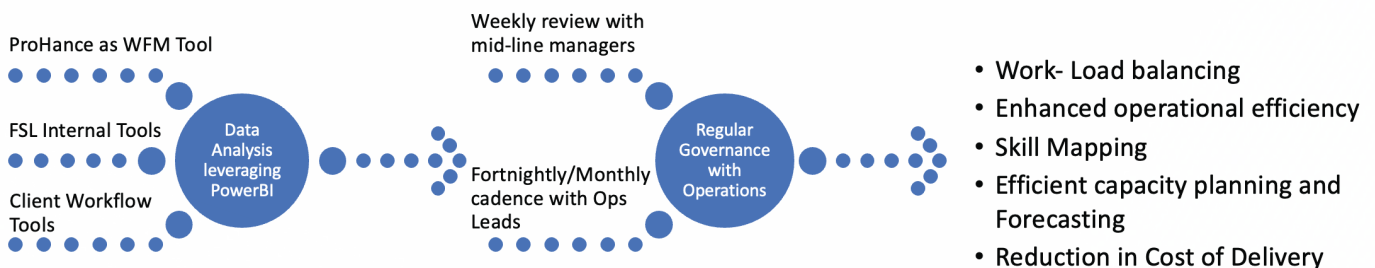 ProHance as WFM Tool
FSL Internal Tools
Client Workflow
Tools
Data
Analysis
leveraging
PowerBI
Weekly review with
mid-line managers
Fortnightly/Monthly
cadence with Ops
Leads
Regular
Governance
with
Operations
• Work- Load balancing
• Enhanced operational efficiency
• Skill Mapping
• Efficient capacity planning and
Forecasting
• Reduction in Cost of Delivery